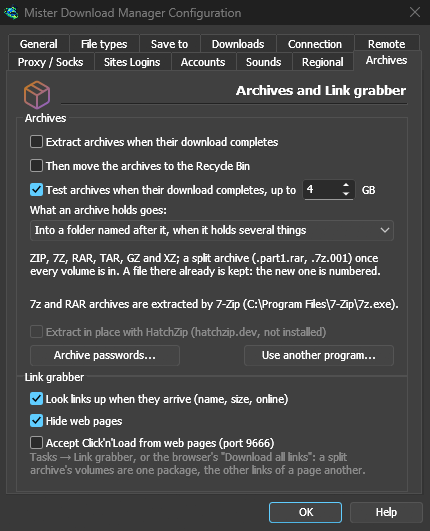 Mister Download Manager Configuration
General File types Save to Downloads Connection Remote
Proxy / Socks Sites Logins Accounts Sounds Regional Archives
Archives and Link grabber
Archives
Extract archives when their download completes
Then move the archives to the Recycle Bin
Test archives when their download completes, up to 4 GB
What an archive holds goes:
Into a folder named after it, when it holds several things
ZIP, 7Z, RAR, TAR, GZ and XZ; a split archive (.part1.rar, .7z.001) once
every volume is in. A file there already is kept: the new one is numbered.
7z and RAR archives are extracted by 7-Zip (C:\Program Files\7-Zip\7z.exe).
Extract in place with HatchZip (hatchzip.dev, not installed)
Archive passwords... Use another program...
Link grabber
Look links up when they arrive (name, size, online)
Hide web pages
Accept Click'n'Load from web pages (port 9666)
Tasks → Link grabber, or the browser's "Download all links": a split
archive's volumes are one package, the other links of a page another.
OK Help